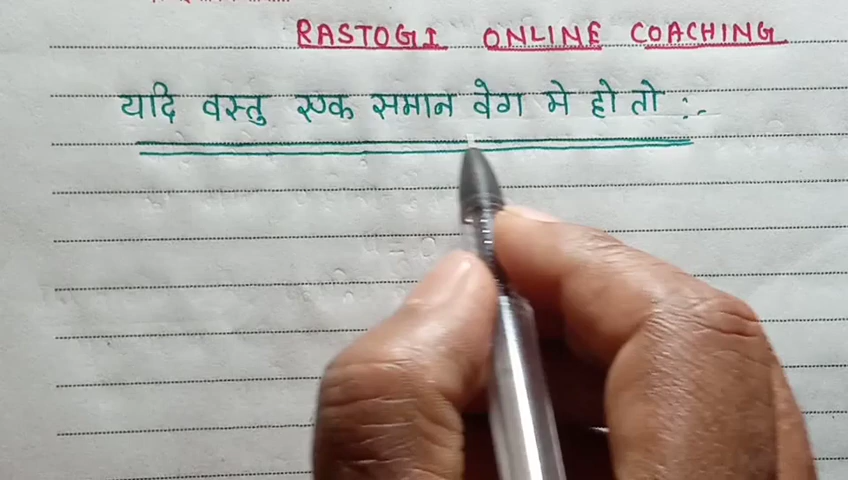 RASTOGI ONLINE COACHING
यदि वस्तु एक समान वेग मे हो तो :-